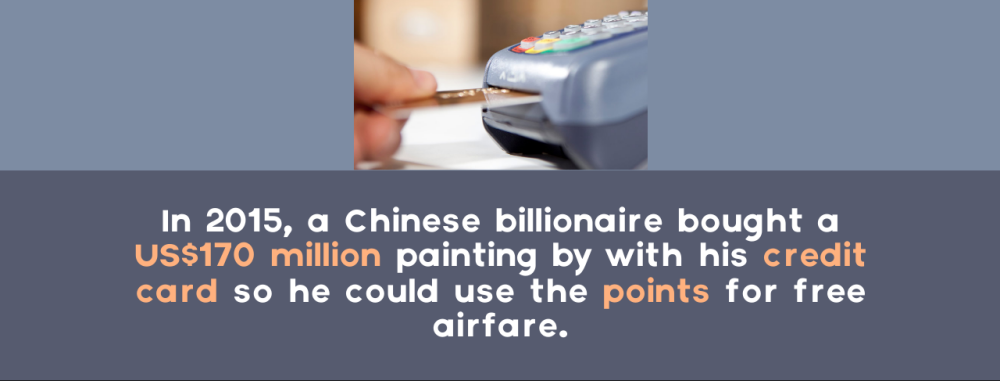 In 2015, a Chinese billionaire bought a
US$170 million painting by with his credit
card so he could use the points for free
airfare.